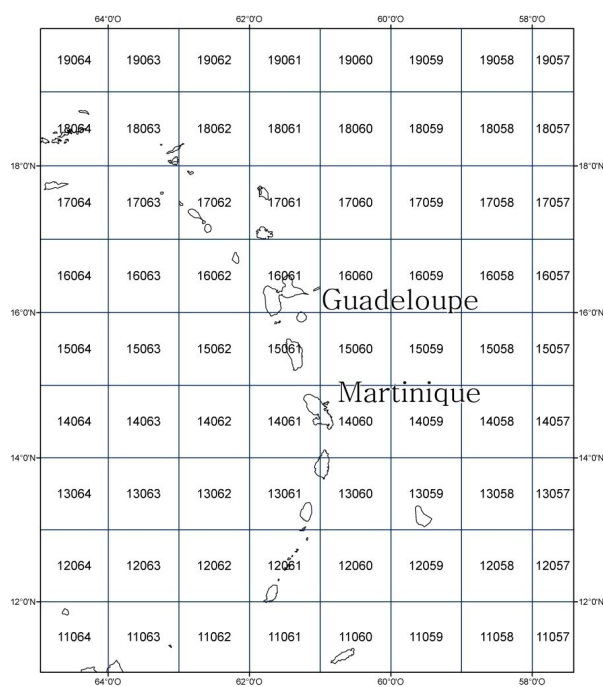 64°0'O 62°0'O 60°0'O 58°0'O
19064 19063 19062 19061 19060 19059 19058 19057
18064 18063 18062 18061 18060 18059 18058 18057
18°0'N 18°0'N
17064 17063 17062 17061 17060 17059 17058 17057
16064 16063 16062 16061 16060 16059 16058 16057
Guadeloupe
16°0'N 16°0'N
15064 15063 15062 15061 15060 15059 15058 15057
Martinique
14064 14063 14062 14061 14060 14059 14058 14057
14°0'N 14°0'N
13064 13063 13062 13061 13060 13059 13058 13057
12064 12063 12062 12061 12060 12059 12058 12057
12°0'N 12°0'N
11064 11063 11062 11061 11060 11059 11058 11057
64°0'O 62°0'O 60°0'O 58°0'O